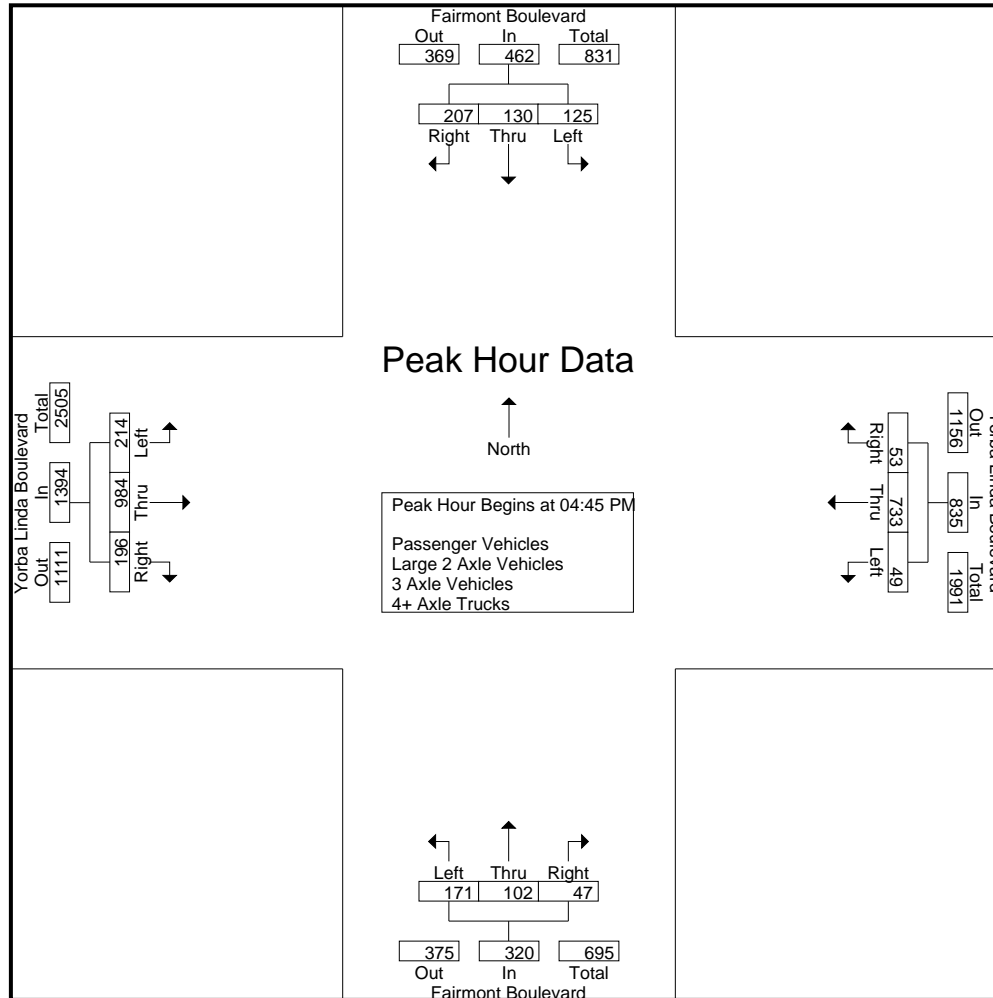 Fairmont Boulevard
Out In Total
369 462 831
207 130 125
Right Thru Left
Peak Hour Data
North
Peak Hour Begins at 04:45 PM
Passenger Vehicles
Large 2 Axle Vehicles
3 Axle Vehicles
4+ Axle Trucks
Yorba Linda Boulevard
Total In Out
2505 1394 1111
214 984 196
Left Thru Right
Right Thru Left
53 733 49
Out In Total
1156 835 1991
Yorba Linda Boulevard
Left Thru Right
171 102 47
375 320 695
Out In Total
Fairmont Boulevard